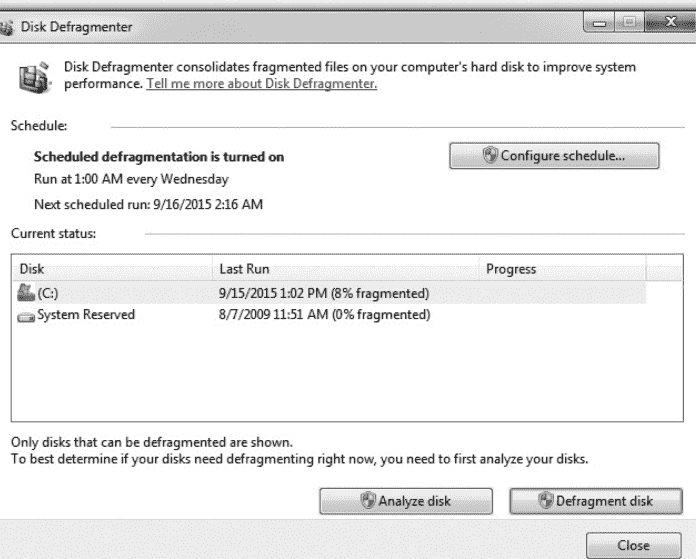 Disk Defragmenter
Disk Defragmenter consolidates fragmented files on your computer's hard disk to improve system
performance. Tell me more about Disk Defragmenter.
Schedule:
Scheduled defragmentation is turned on
Configure schedule...
Run at 1:00 AM every Wednesday
Next scheduled run: 9/16/2015 2:16 AM
Current status:
Disk Last Run Progress
(C:) 9/15/2015 1:02 PM (8% fragmented)
System Reserved 8/7/2009 11:51 AM (0% fragmented)
Only disks that can be defragmented are shown.
To best determine if your disks need defragmenting right now, you need to first analyze your disks.
Analyze disk Defragment disk
Close